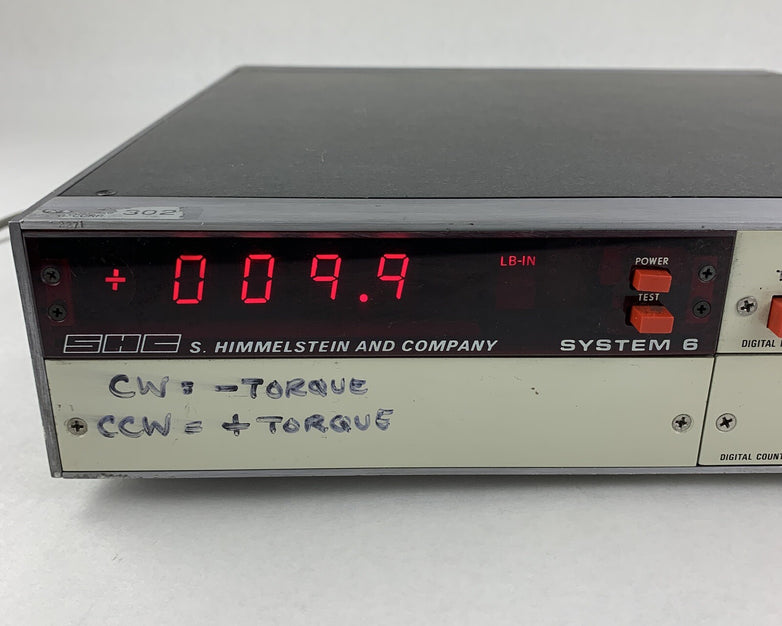 302
+ 009.9
LB-IN
POWER
TEST
SHC S. HIMMELSTEIN AND COMPANY
SYSTEM 6
DIGITAL
CW = -TORQUE
CCW = + TORQUE
DIGITAL COUNT